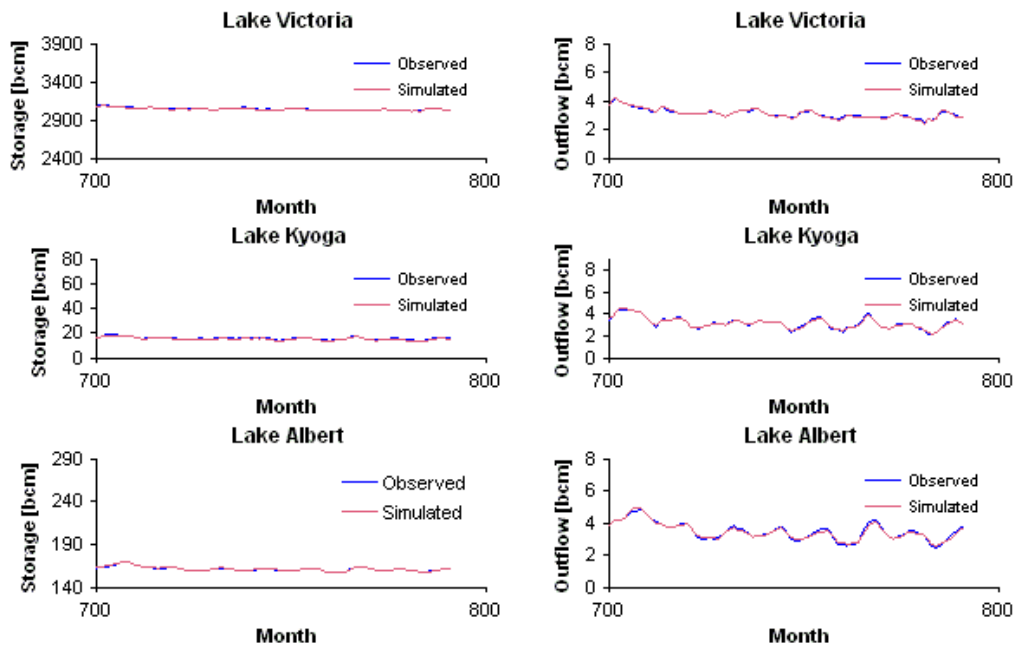 Lake Victoria
Storage [bcm]
3900
3400
2900
2400
Observed
Simulated
700
800
Month
Lake Victoria
Outflow [bcm]
8
6
4
2
0
Observed
Simulated
700
800
Month
Lake Kyoga
Storage [bcm]
80
60
40
20
0
Observed
Simulated
700
800
Month
Lake Kyoga
Outflow [bcm]
8
6
4
2
0
Observed
Simulated
700
800
Month
Lake Albert
Storage [bcm]
290
240
190
140
Observed
Simulated
700
800
Month
Lake Albert
Outflow [bcm]
8
6
4
2
0
Observed
Simulated
700
800
Month